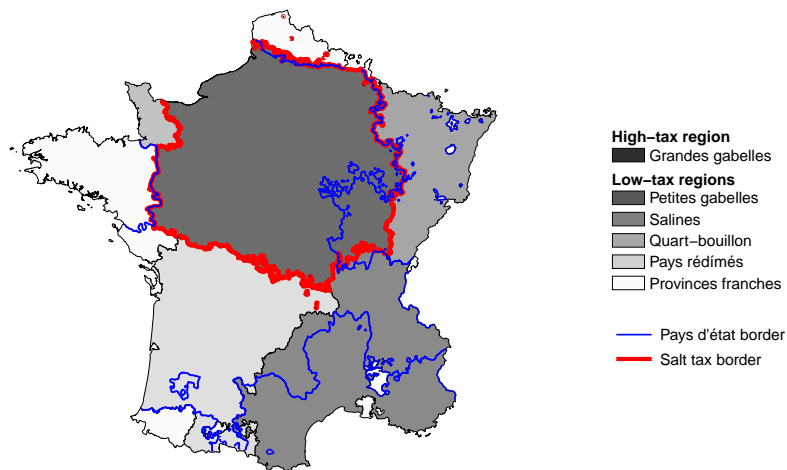 High−tax region
Grandes gabelles
Low−tax regions
Petites gabelles
Salines
Quart−bouillon
Pays rédimés
Provinces franches
Pays d'état border
Salt tax border